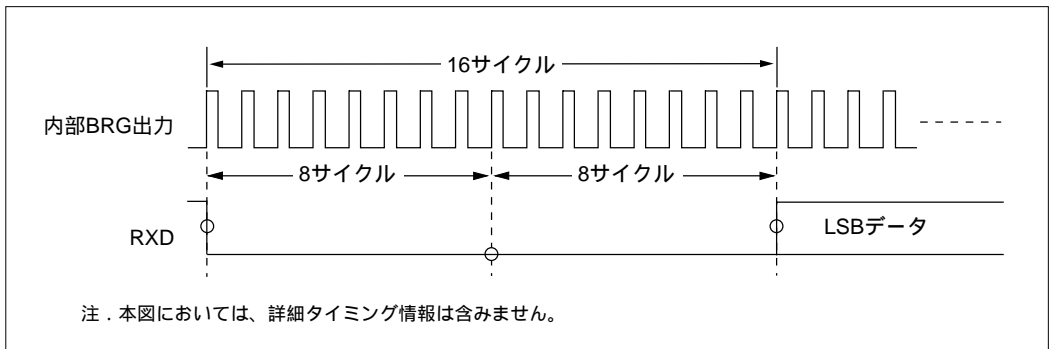 16サイクル
内部BRG出力
8サイクル
8サイクル
RXD
LSBデータ
注．本図においては、詳細タイミング情報は含みません。